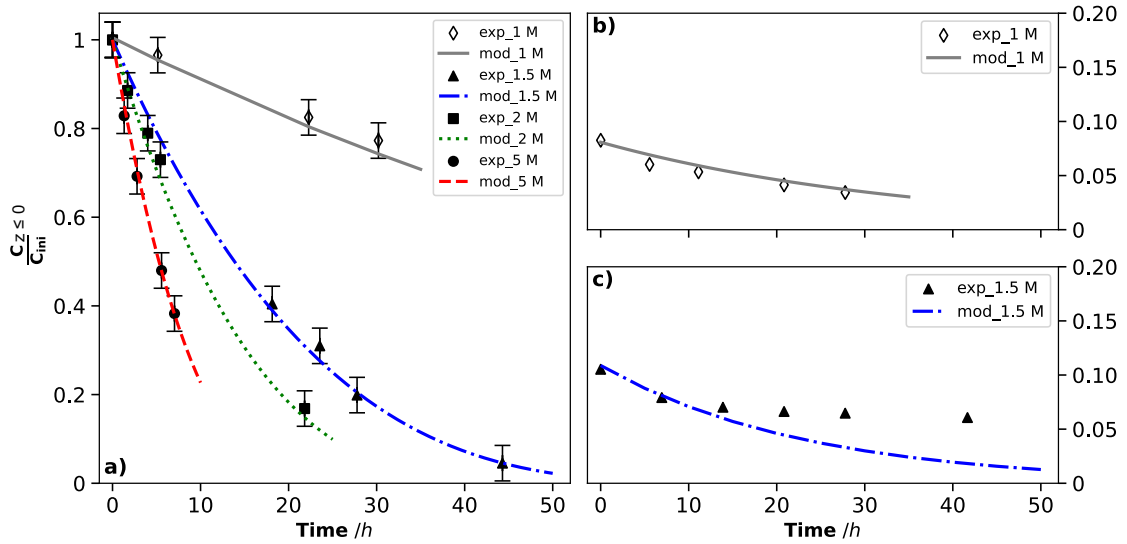 1
0.8
0.6
0.4
0.2
0
C_{Z ≤ 0}
C_{ini}
exp_1 M
mod_1 M
exp_1.5 M
mod_1.5 M
exp_2 M
mod_2 M
exp_5 M
mod_5 M
a)
0 10 20 30 40 50
Time /h
b)
exp_1 M
mod_1 M
0.20
0.15
0.10
0.05
0
c)
exp_1.5 M
mod_1.5 M
0.20
0.15
0.10
0.05
0
0 10 20 30 40 50
Time /h